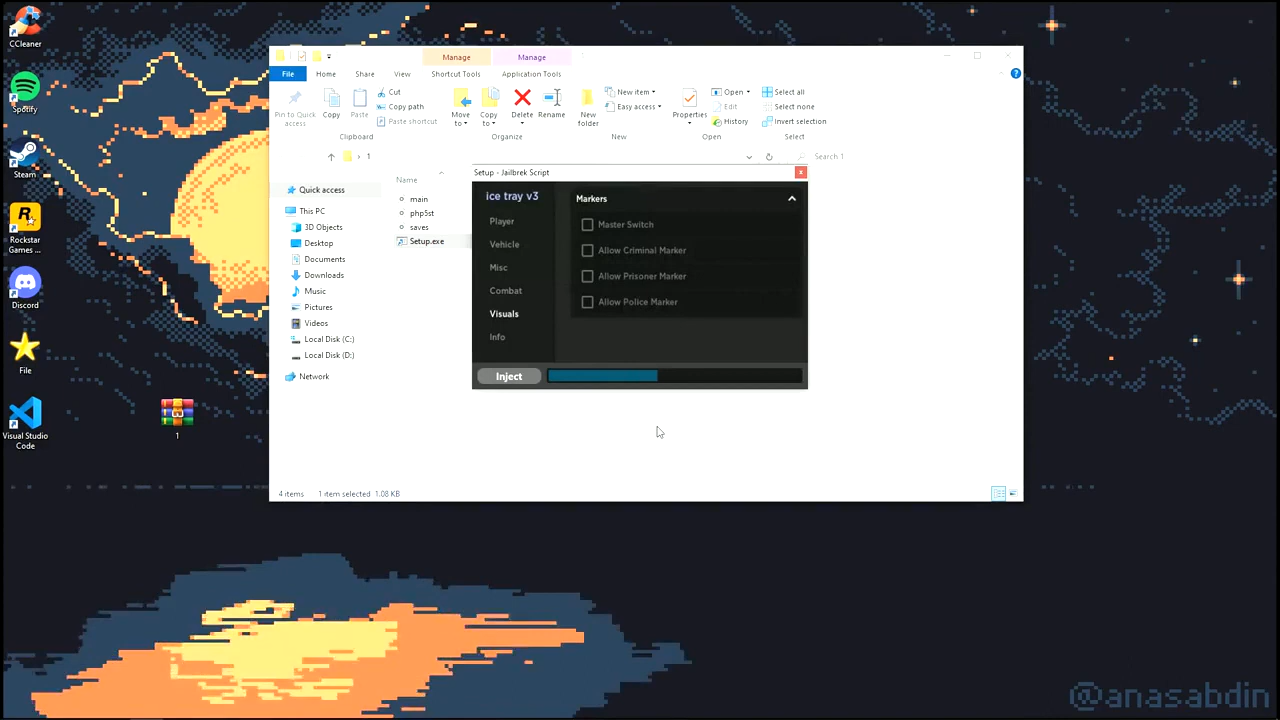 CCleaner
Spotify
Steam
Rockstar
Games ...
Discord
File
Visual Studio
Code
1
Manage
Manage
File
Home
Share
View
Shortcut Tools
Application Tools
Pin to Quick
access
Copy
Paste
Cut
Copy path
Paste shortcut
Clipboard
Move
to
Copy
to
Delete
Rename
Organize
New
folder
New item
Easy access
New
Properties
Open
Edit
History
Open
Select all
Select none
Invert selection
Select
1
Search 1
Quick access
This PC
3D Objects
Desktop
Documents
Downloads
Music
Pictures
Videos
Local Disk (C:)
Local Disk (D:)
Network
Name
main
php5st
saves
Setup.exe
Setup - Jailbrek Script
ice tray v3
Player
Vehicle
Misc
Combat
Visuals
Info
Markers
Master Switch
Allow Criminal Marker
Allow Prisoner Marker
Allow Police Marker
Inject
4 items 1 item selected 1.08 KB
@anasabdin